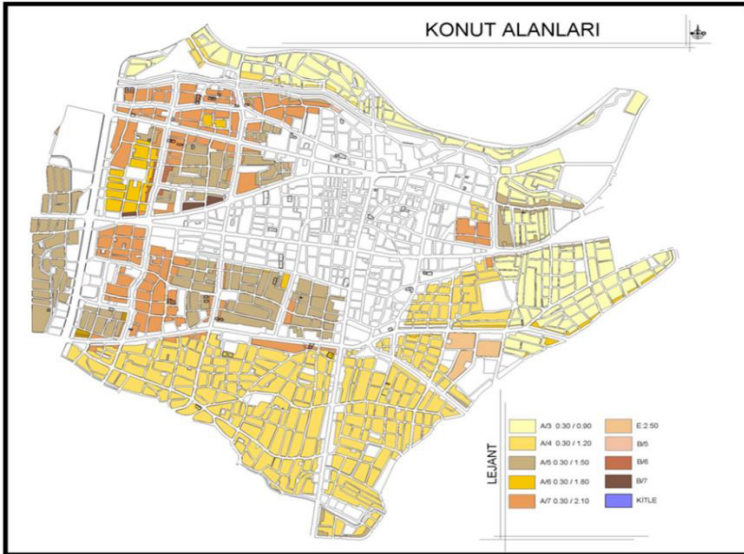 KONUT ALANLARI
LEJANT
A/3 0.30 / 0.90
A/4 0.30 / 1.20
A/5 0.30 / 1.50
A/6 0.30 / 1.80
A/7 0.30 / 2.10
E:2.50
B/5
B/6
B/7
KİTLE